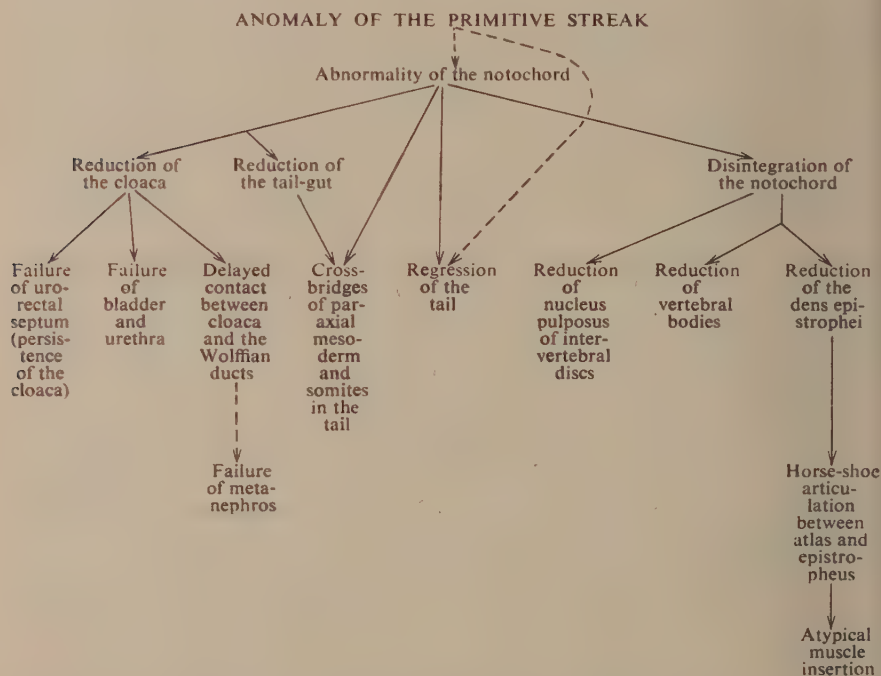 ANOMALY OF THE PRIMITIVE STREAK
Abnormality of the notochord
Reduction of
the cloaca
Reduction of
the tail-gut
Disintegration of
the notochord
Failure
of uro-
rectal
septum
(persis-
tence
of the
cloaca)
Failure
of
bladder
and
urethra
Delayed
contact
between
cloaca
and the
Wolffian
ducts
Cross-
bridges
of par-
axial
meso-
derm
and
somites
in the
tail
Regression
of the
tail
Reduction
of
nucleus
pulposus
of inter-
vertebral
discs
Reduction
of
vertebral
bodies
Reduction
of the
dens epi-
strophei
Failure
of meta-
nephros
Horse-shoe
articu-
lation
between
atlas and
epistro-
pheus
Atypical
muscle
insertion